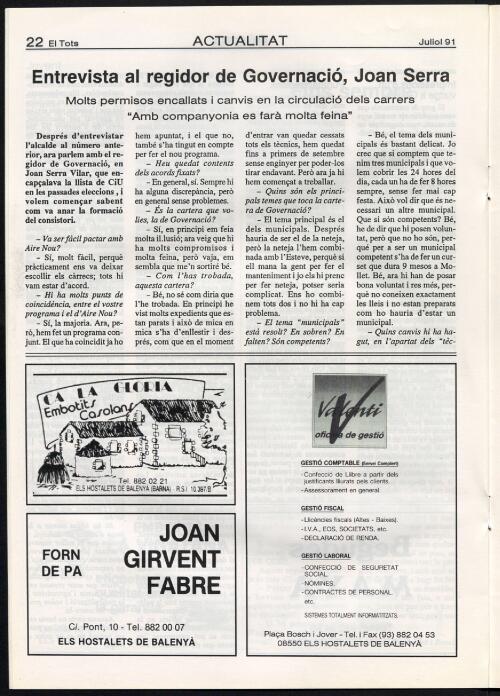 22 El Tots
ACTUALITAT
Juliol 91
Entrevista al regidor de Governació, Joan Serra
Molts permisos encallats i canvis en la circulació dels carrers
“Amb companyonia es farà molta feina”
Després d'entrevistar
l'alcalde al número ante-
rior, ara parlem amb el re-
gidor de Governació, en
Joan Serra Vilar, que en-
capçalava la llista de CiU
en les passades eleccions , i
volem començar sabent
com va anar la formació
del consistori.
– Va ser fàcil pactar amb
Aire Nou?
– Sí, molt fàcil, perquè
pràcticament ens va deixar
escollir els càrrecs; tots hi
vam estar d'acord.
– Hi ha molts punts de
coincidència, entre el vostre
programa i el d'Aire Nou?
– Sí, la majoria. Ara, pe-
rò, hem fet un programa con-
junt. El que ha coincidit ja ho
hem apuntat, i el que no,
també s'ha tingut en compte
per fer el nou programa.
– Heu quedat contents
dels acords fixats?
– En general, sí. Sempre hi
ha alguna discrepància, però
en general sense problemes.
– És la cartera que vo-
lies, la de Governació?
– Sí, en principi em feia
molta il.lusió; ara veig que hi
ha molts compromisos i
molta feina, però vaja, em
sembla que me'n sortiré bé.
– Com l'has trobada,
aquesta cartera?
– Bé, no sé com diria que
l'he trobada. En principi he
vist molts expedients que es-
tan parats i això de mica en
mica s'ha d'enllestir i des-
prés, com que en el moment
d'entrar van quedar cessats
tots els tècnics, hem quedat
fins a primers de setembre
sense enginyer per poder-los
tirar endavant. Però ara ja hi
hem començat a treballar.
– Quins són els princi-
pals temes que toca la carte-
ra de Governació?
– El tema principal és el
dels municipals. Després
hauria de ser el de la neteja,
però la neteja l'hem combi-
nada amb l'Esteve, perquè si
ell mana la gent per fer el
manteniment i jo els hi prenc
per fer neteja, potser seria
complicat. Ens ho combi-
nem tots dos i no hi ha cap
problema.
– El tema “municipals”
està resolt? En sobren? En
falten? Són competents?
– Bé, el tema dels muni-
cipals és bastant delicat. Jo
crec que si comptem que te-
nim tres municipals i que vo-
lem cobrir les 24 hores del
dia, cada un ha de fer 8 hores
sempre, sense fer mai cap
festa. Això vol dir que és ne-
cessari un altre municipal.
Que si són competents? Bé,
he de dir que hi posen volun-
tat, però que no ho són, per-
què per a ser un municipal
competent s'ha de fer un cur-
set que dura 9 mesos a Mo-
llet. Bé, ara hi han de posar
bona voluntat i res més, per-
què no coneixen exactament
les lleis i no estan preparats
com ho hauria d'estar un
municipal.
– Quins canvis hi ha ha-
gut, en l'apartat dels “tèc-
CA LA GLORIA
Embotits
Casolans
Tel. 882 02 21
ELS HOSTALETS DE BALENYÀ (BARNA) - R.S.I. 10.387/B
FORN
DE PA
JOAN
GIRVENT
FABRE
C/. Pont, 10 - Tel. 882 00 07
ELS HOSTALETS DE BALENYÀ
Valentí
oficina de gestió
GESTIÓ COMPTABLE (Servei Complert)
-Confecció de Llibre a partir dels
justificants lliurats pels clients.
-Assessorament en general.
GESTIÓ FISCAL
-Llicències fiscals (Altes - Baixes).
-I.V.A., EOS, SOCIETATS, etc.
-DECLARACIÓ DE RENDA.
GESTIÓ LABORAL
-CONFECCIÓ DE SEGURETAT
SOCIAL.
-NÒMINES.
-CONTRACTES DE PERSONAL.
etc.
SISTEMES TOTALMENT INFORMATITZATS.
Plaça Bosch i Jover - Tel. i Fax (93) 882 04 53
08550 ELS HOSTALETS DE BALENYÀ